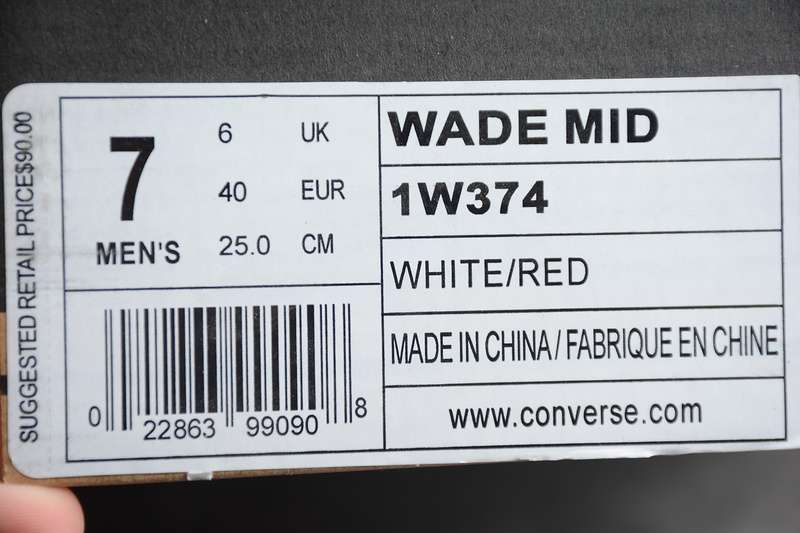 SUGGESTED RETAIL PRICE$90.00
7
MEN'S
6 UK
40 EUR
25.0 CM
0 22863 99090 8
WADE MID
1W374
WHITE/RED
MADE IN CHINA / FABRIQUE EN CHINE
www.converse.com